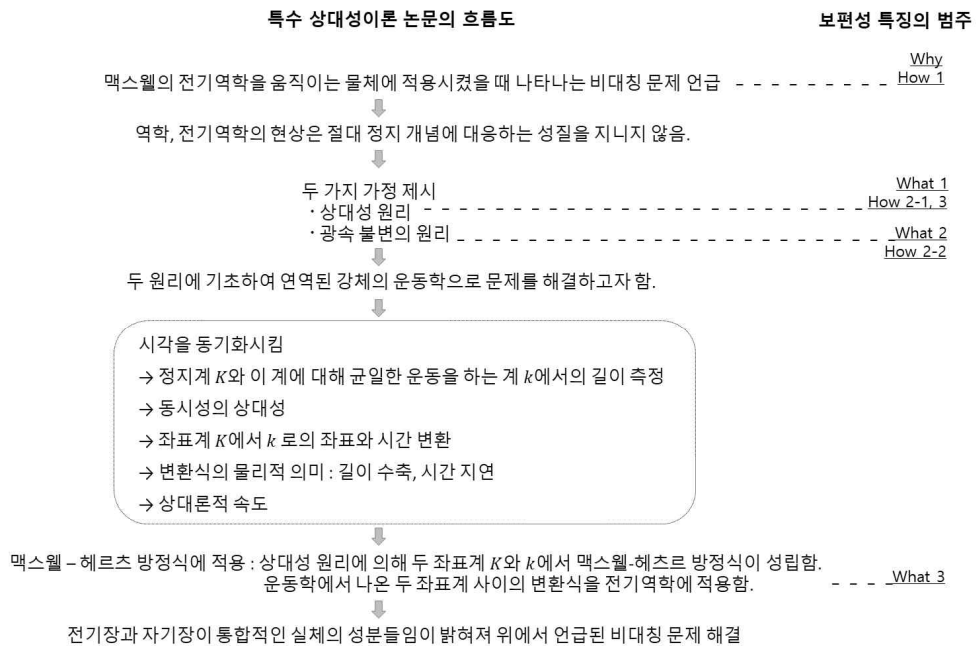 특수 상대성이론 논문의 흐름도
보편성 특징의 범주
맥스웰의 전기역학을 움직이는 물체에 적용시켰을 때 나타나는 비대칭 문제 언급
Why
How 1
역학, 전기역학의 현상은 절대 정지 개념에 대응하는 성질을 지니지 않음.
두 가지 가정 제시
· 상대성 원리
What 1
How 2-1, 3
· 광속 불변의 원리
What 2
How 2-2
두 원리에 기초하여 연역된 강체의 운동학으로 문제를 해결하고자 함.
시각을 동기화시킴
→ 정지계 K와 이 계에 대해 균일한 운동을 하는 계 k에서의 길이 측정
→ 동시성의 상대성
→ 좌표계 K에서 k 로의 좌표와 시간 변환
→ 변환식의 물리적 의미 : 길이 수축, 시간 지연
→ 상대론적 속도
맥스웰 – 헤르츠 방정식에 적용 : 상대성 원리에 의해 두 좌표계 K와 k에서 맥스웰-헤츠르 방정식이 성립함.
운동학에서 나온 두 좌표계 사이의 변환식을 전기역학에 적용함.
What 3
전기장과 자기장이 통합적인 실체의 성분들임이 밝혀져 위에서 언급된 비대칭 문제 해결